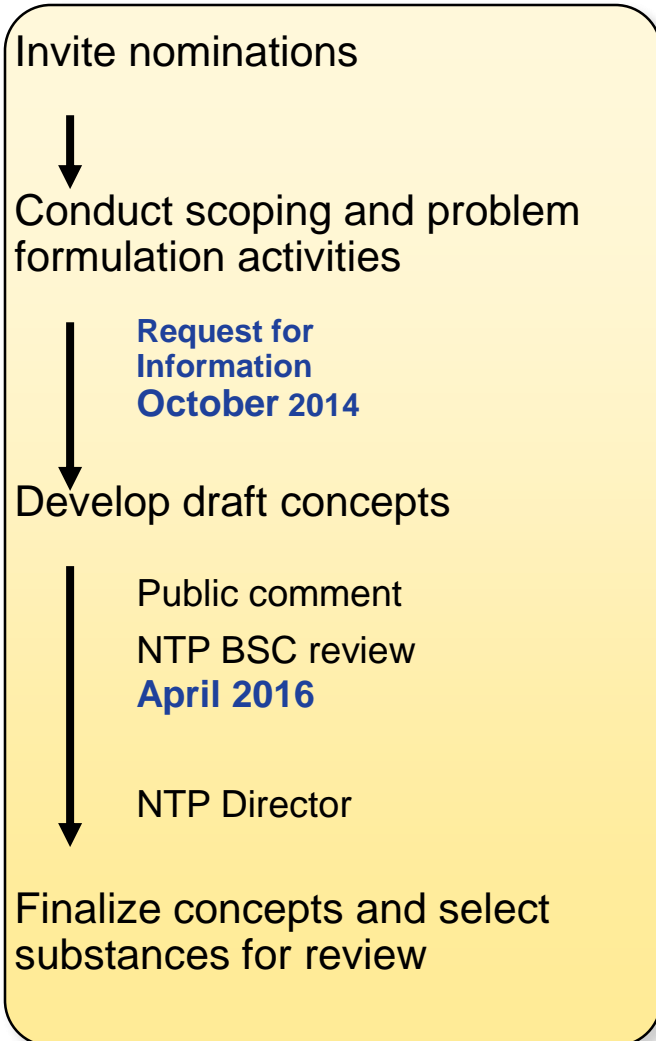 Invite nominations
Conduct scoping and problem
formulation activities
Request for
Information
October 2014
Develop draft concepts
Public comment
NTP BSC review
April 2016
NTP Director
Finalize concepts and select
substances for review